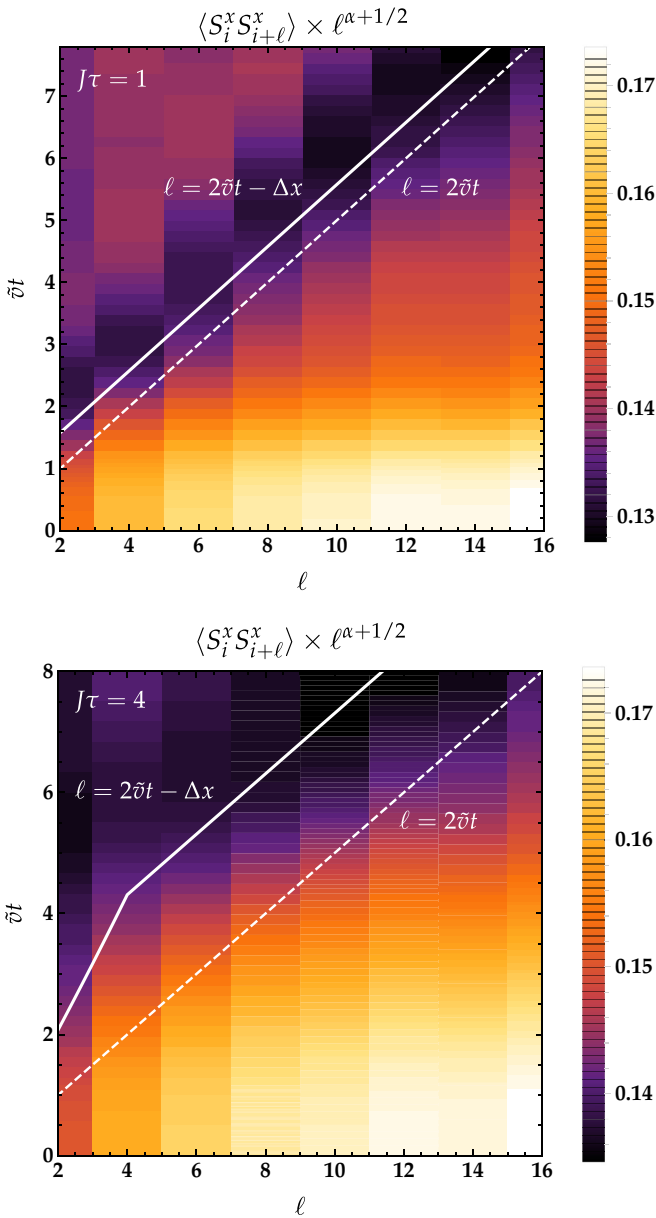 ⟨S_i^x S_{i+ℓ}^x⟩ × ℓ^{α+1/2}
Jτ = 1
ℓ = 2ṽt − Δx
ℓ = 2ṽt
ṽt
7
6
5
4
3
2
1
0
2 4 6 8 10 12 14 16
ℓ
0.17
0.16
0.15
0.14
0.13
⟨S_i^x S_{i+ℓ}^x⟩ × ℓ^{α+1/2}
Jτ = 4
ℓ = 2ṽt − Δx
ℓ = 2ṽt
ṽt
8
6
4
2
0
2 4 6 8 10 12 14 16
ℓ
0.17
0.16
0.15
0.14